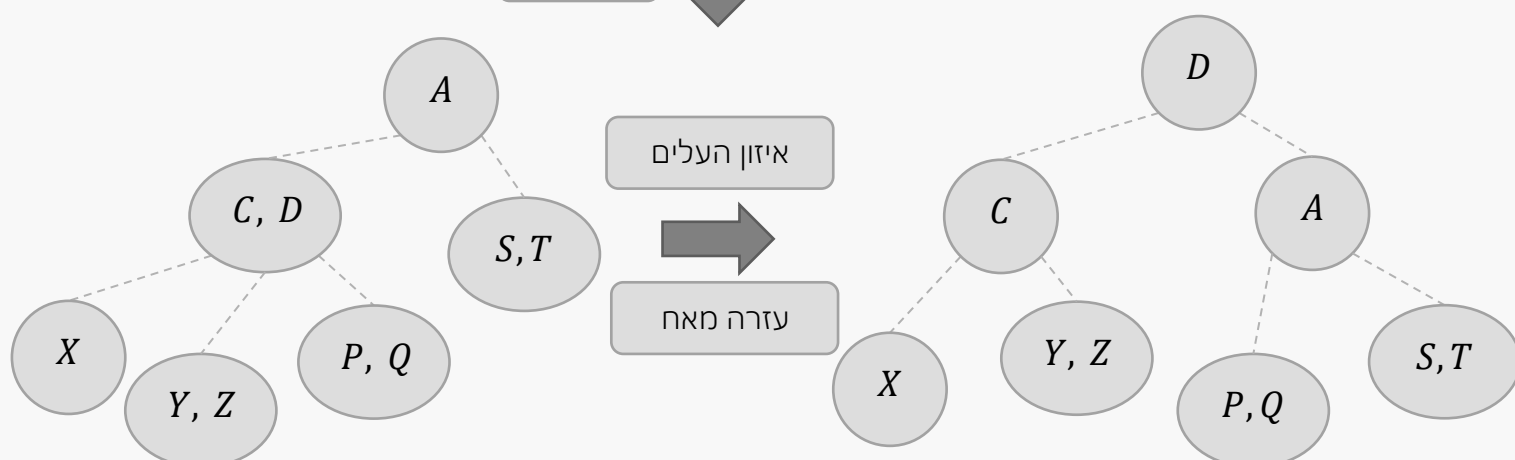 A
C, D
S,T
X
Y, Z
P, Q
איזון העלים
עזרה מאח
D
C
A
X
Y, Z
P,Q
S,T